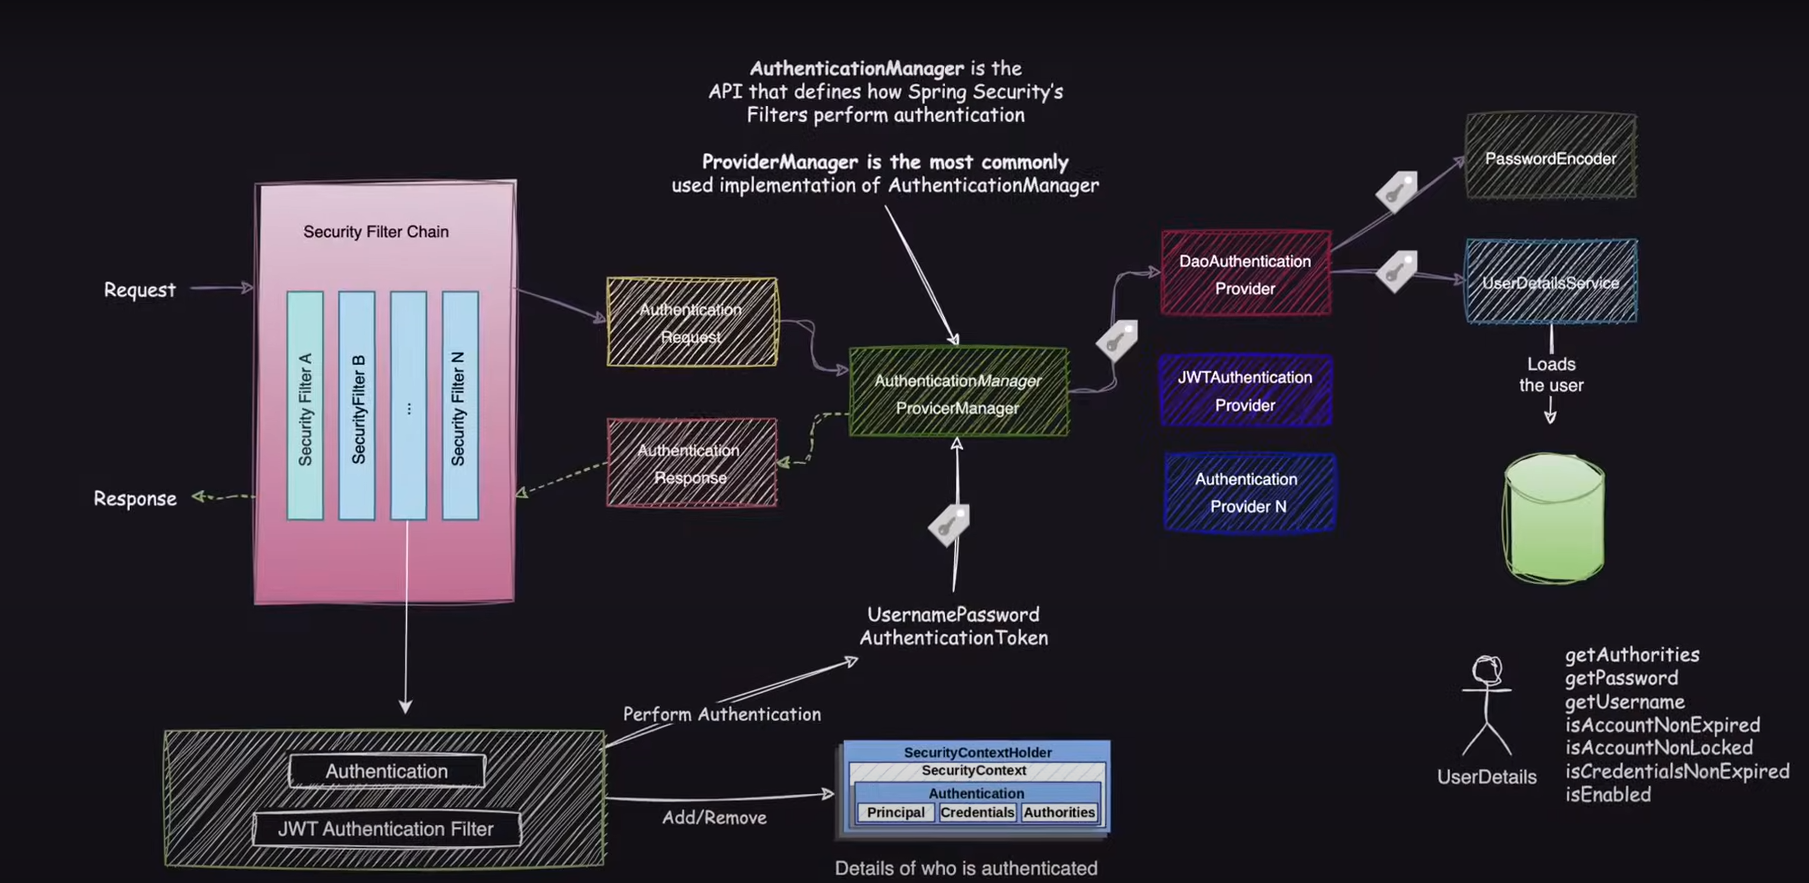 AuthenticationManager is the
API that defines how Spring Security's
Filters perform authentication
ProviderManager is the most commonly
used implementation of AuthenticationManager
Security Filter Chain
Request
Response
Security Filter A
SecurityFilter B
...
Security Filter N
Authentication
Request
Authentication
Response
AuthenticationManager
ProvicerManager
DaoAuthentication
Provider
JWTAuthentication
Provider
Authentication
Provider N
PasswordEncoder
UserDetailsService
Loads
the user
UsernamePassword
AuthenticationToken
Perform Authentication
Add/Remove
Authentication
JWT Authentication Filter
SecurityContextHolder
SecurityContext
Authentication
Principal
Credentials
Authorities
Details of who is authenticated
UserDetails
getAuthorities
getPassword
getUsername
isAccountNonExpired
isAccountNonLocked
isCredentialsNonExpired
isEnabled